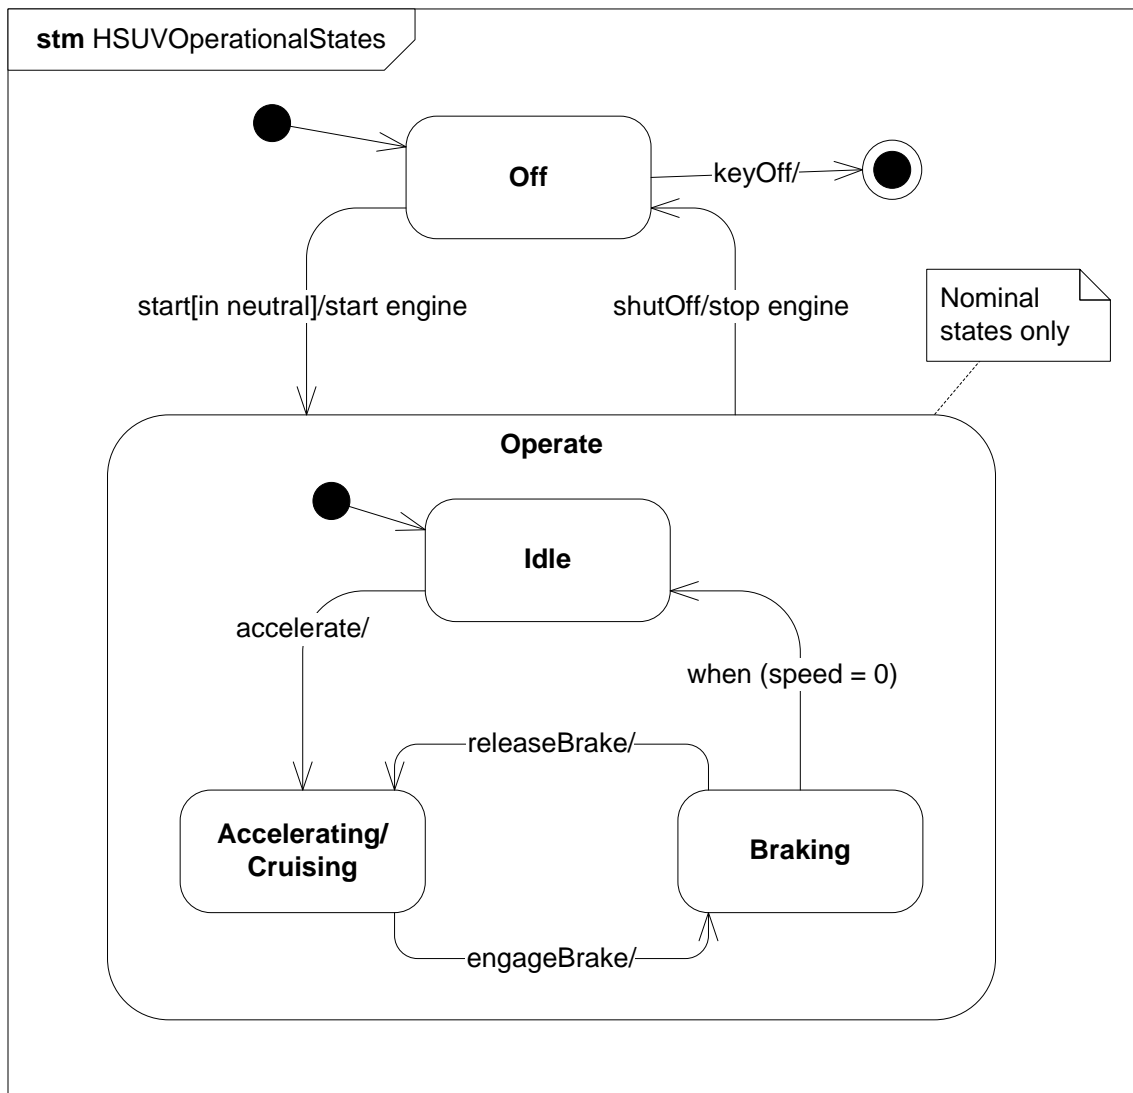 stm HSUVOperationalStates
Off
keyOff/
start[in neutral]/start engine
shutOff/stop engine
Nominal
states only
Operate
Idle
accelerate/
when (speed = 0)
releaseBrake/
Accelerating/
Cruising
Braking
engageBrake/